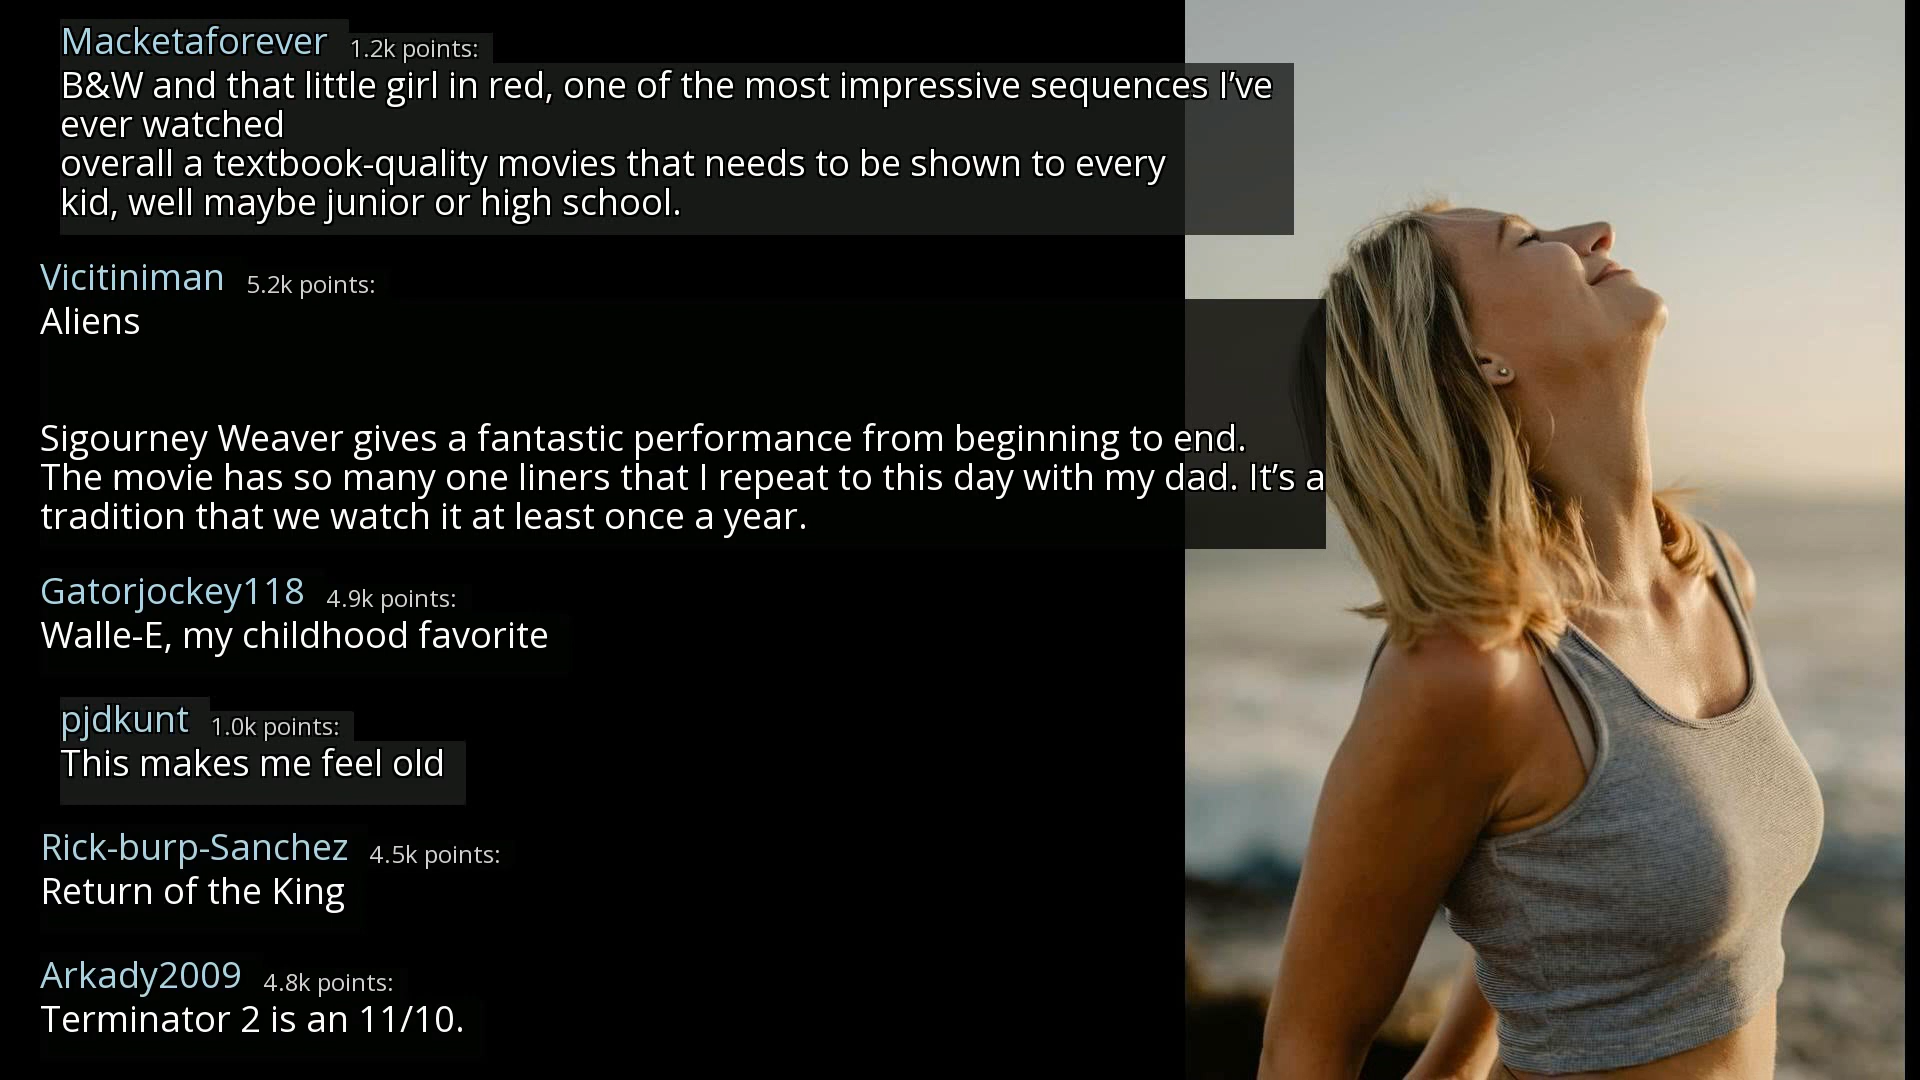 Macketaforever 1.2k points:
B&W and that little girl in red, one of the most impressive sequences I’ve
ever watched
overall a textbook-quality movies that needs to be shown to every
kid, well maybe junior or high school.
Vicitiniman 5.2k points:
Aliens
Sigourney Weaver gives a fantastic performance from beginning to end.
The movie has so many one liners that I repeat to this day with my dad. It’s a
tradition that we watch it at least once a year.
Gatorjockey118 4.9k points:
Walle-E, my childhood favorite
pjdkunt 1.0k points:
This makes me feel old
Rick-burp-Sanchez 4.5k points:
Return of the King
Arkady2009 4.8k points:
Terminator 2 is an 11/10.